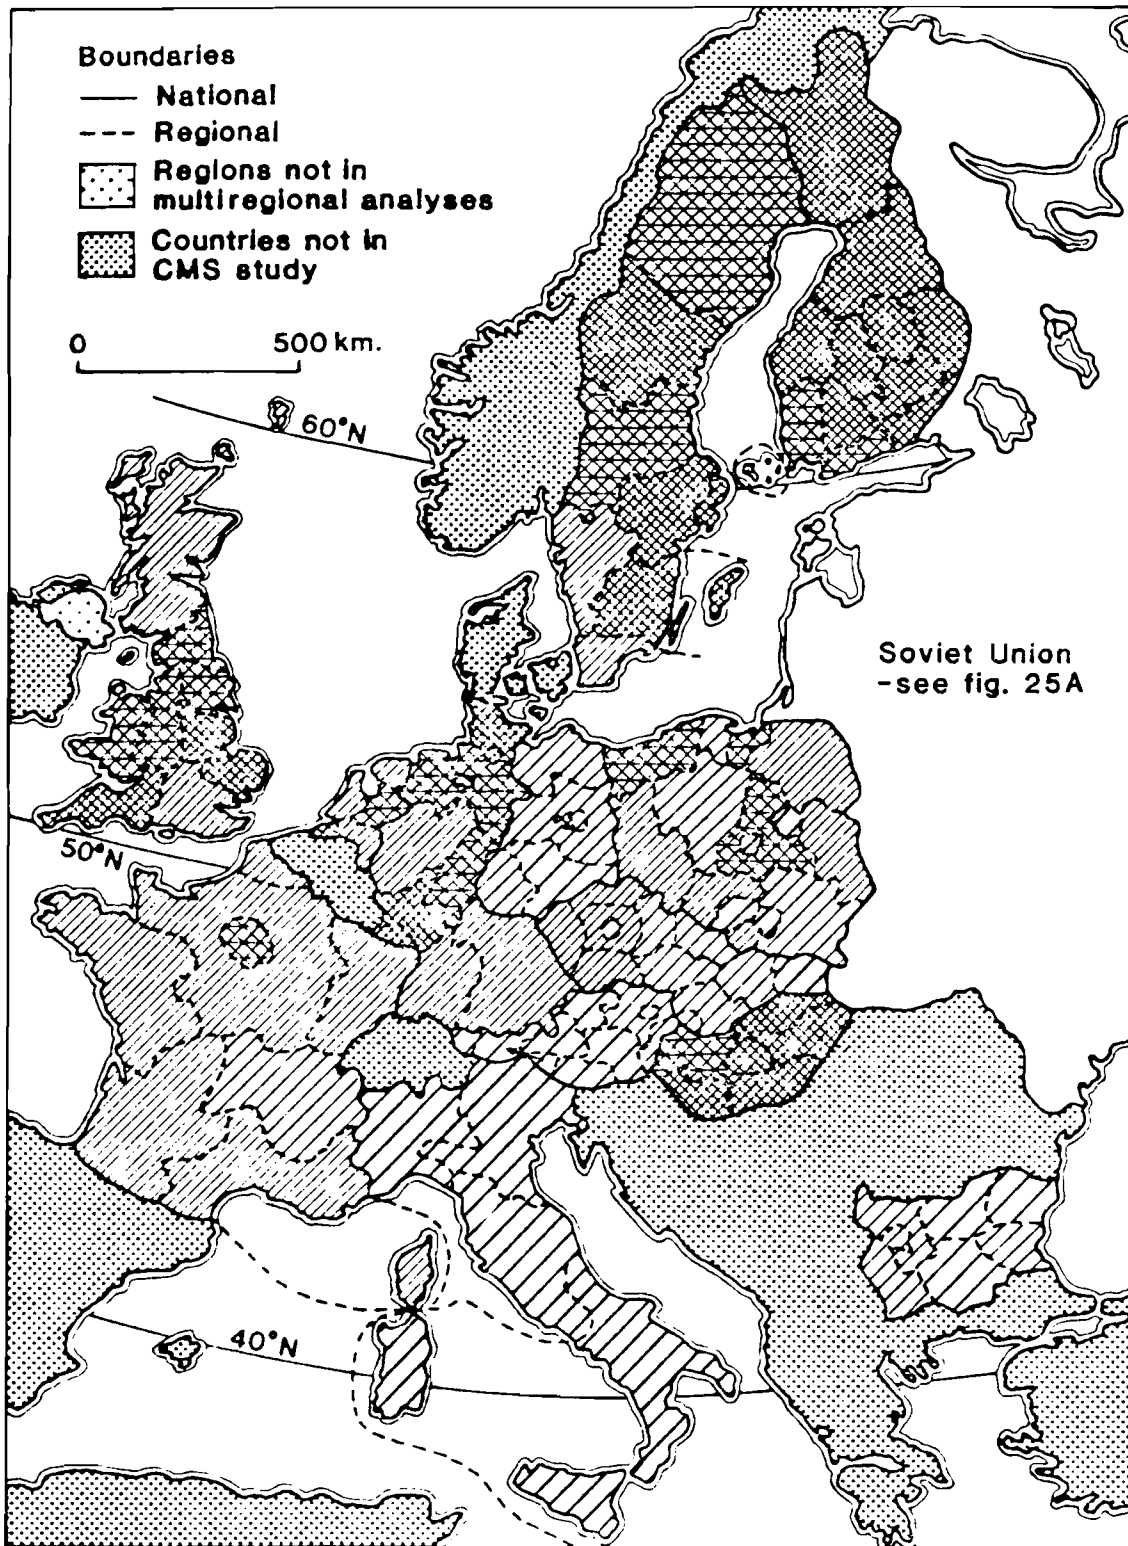 Boundaries
National
Regional
Regions not in
multiregional analyses
Countries not in
CMS study
0 500 km.
60°N
Soviet Union
-see fig. 25A
50°N
40°N